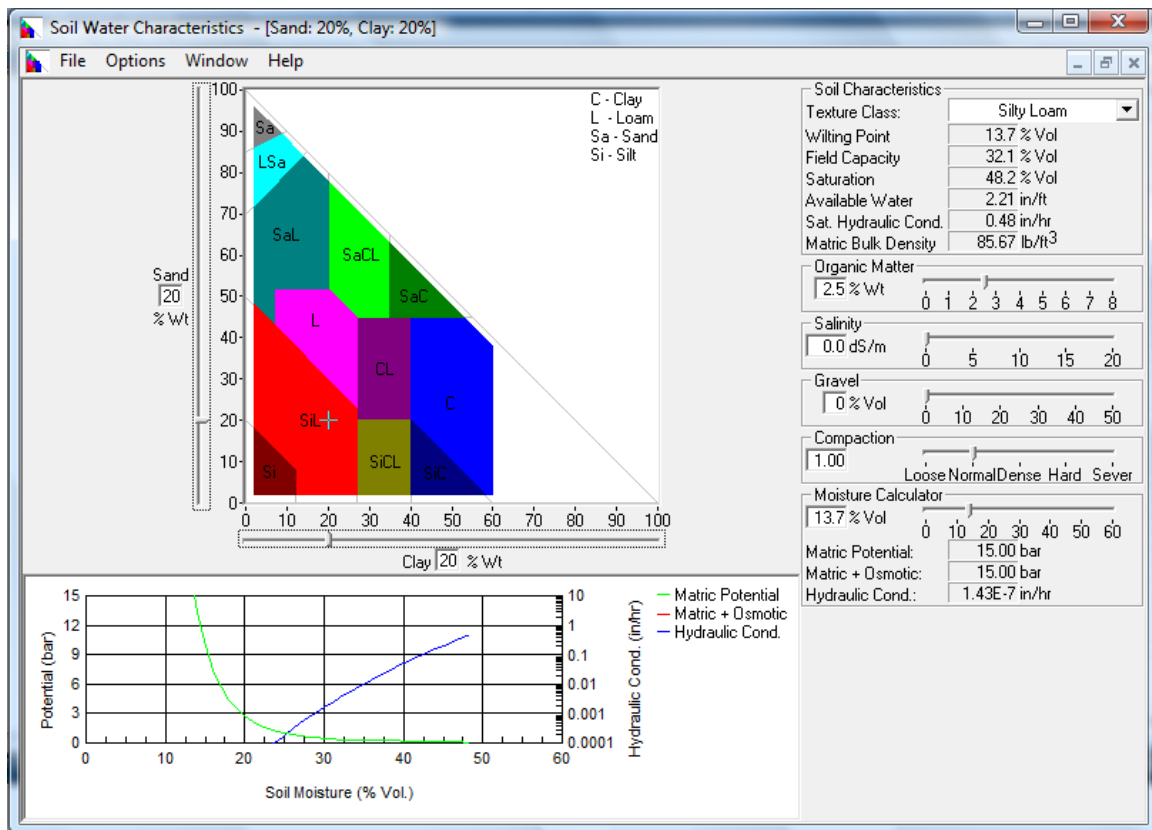 Soil Water Characteristics - [Sand: 20%, Clay: 20%]
File Options Window Help
100
90
80
70
60
50
40
30
20
10
0
Sand
20
% Wt
C - Clay
L - Loam
Sa - Sand
Si - Silt
Sa
LSa
SaL
SaCL
SaC
L
CL
C
SiL
Si
SiCL
SiC
0 10 20 30 40 50 60 70 80 90 100
Clay 20 % Wt
Soil Characteristics
Texture Class: Silty Loam
Wilting Point 13.7 % Vol
Field Capacity 32.1 % Vol
Saturation 48.2 % Vol
Available Water 2.21 in/ft
Sat. Hydraulic Cond. 0.48 in/hr
Matric Bulk Density 85.67 lb/ft3
Organic Matter
2.5 % Wt
0 1 2 3 4 5 6 7 8
Salinity
0.0 dS/m
0 5 10 15 20
Gravel
0 % Vol
0 10 20 30 40 50
Compaction
1.00
Loose Normal Dense Hard Sever
Moisture Calculator
13.7 % Vol
0 10 20 30 40 50 60
Matric Potential: 15.00 bar
Matric + Osmotic: 15.00 bar
Hydraulic Cond.: 1.43E-7 in/hr
Potential (bar)
15
12
9
6
3
0
0 10 20 30 40 50 60
Soil Moisture (% Vol.)
10
1
0.1
0.01
0.001
0.0001
Hydraulic Cond. (in/hr)
Matric Potential
Matric + Osmotic
Hydraulic Cond.